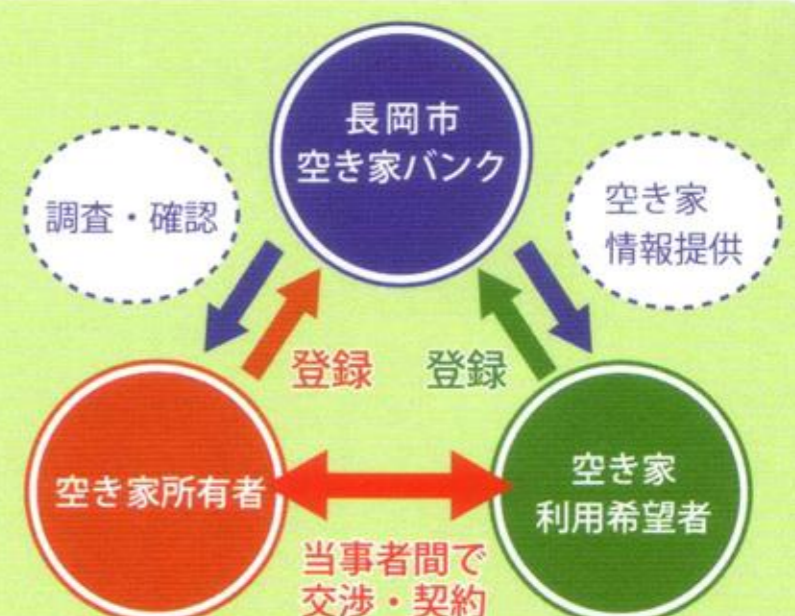 長岡市
空き家バンク
調査・確認
空き家
情報提供
登録
登録
空き家所有者
空き家
利用希望者
当事者間で
交渉・契約